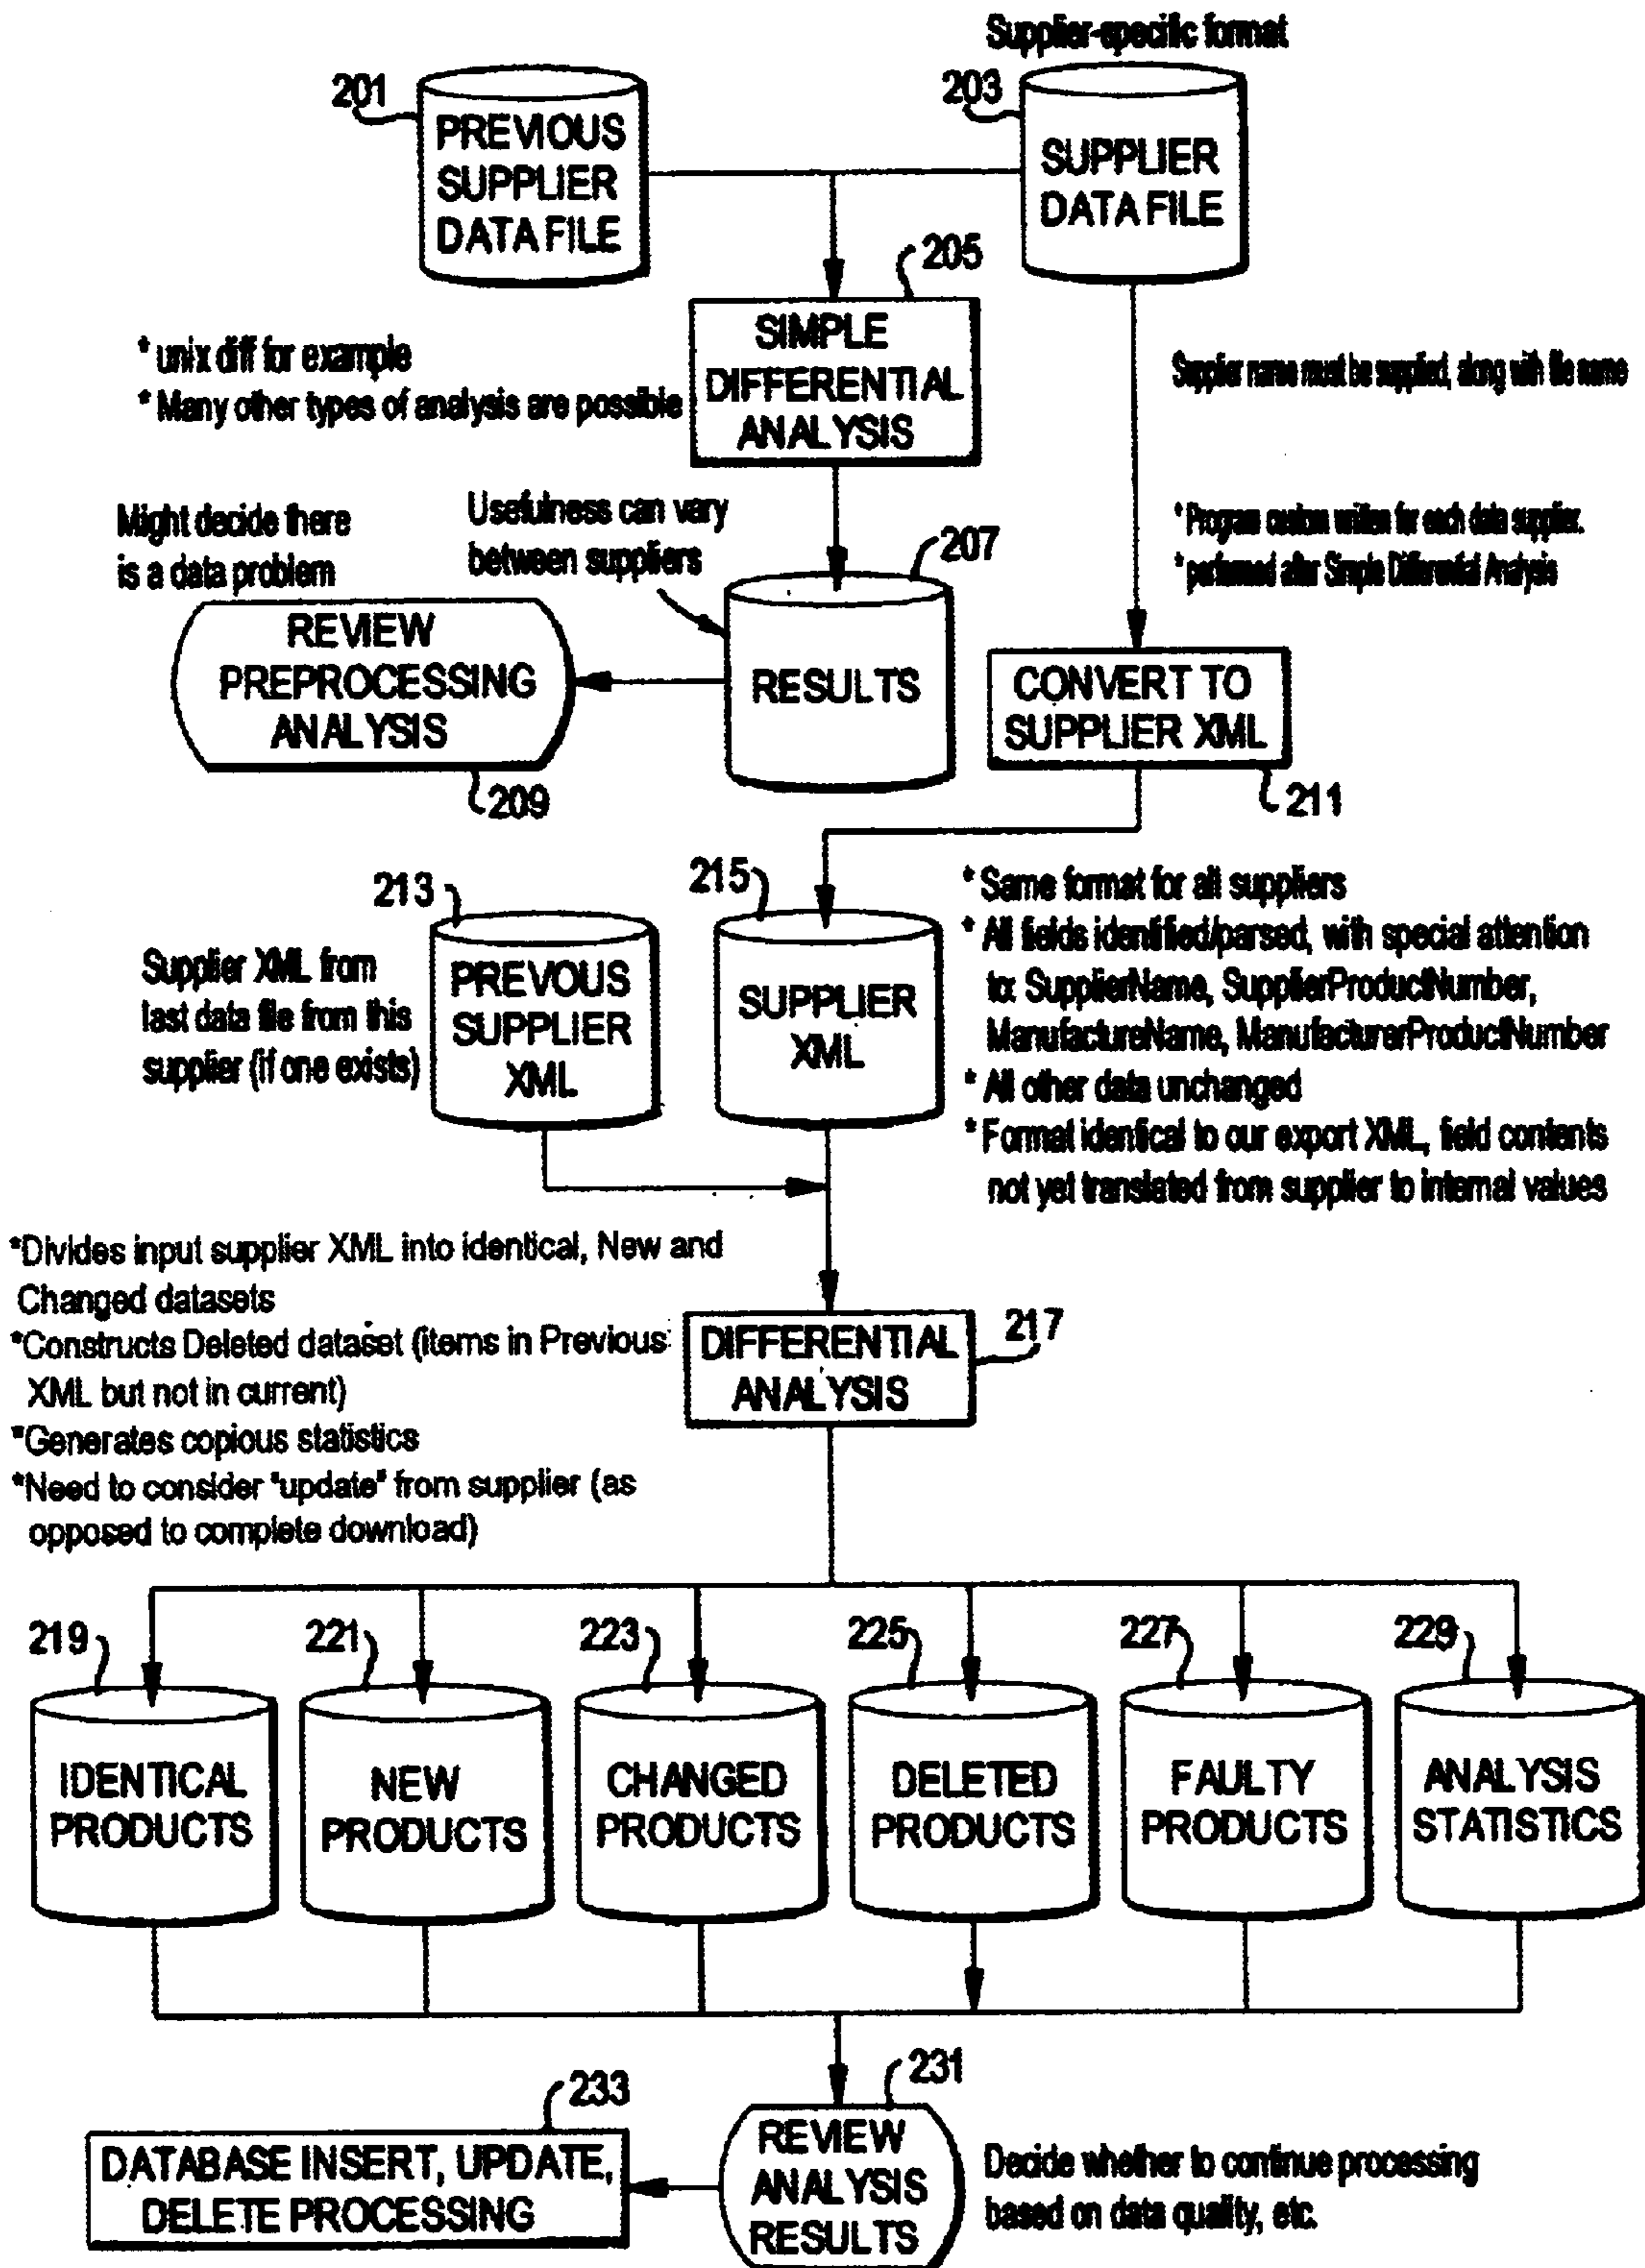 Supplier-specific format
201
203
PREVIOUS
SUPPLIER
DATA FILE
SUPPLIER
DATA FILE
205
* unix diff for example
* Many other types of analysis are possible
SIMPLE
DIFFERENTIAL
ANALYSIS
Supplier name must be supplied, along with file name
Might decide there
is a data problem
Usefulness can vary
between suppliers
207
* Program custom written for each data supplier.
* performed after Simple Differential Analysis
REVIEW
PREPROCESSING
ANALYSIS
209
RESULTS
CONVERT TO
SUPPLIER XML
211
213
215
Supplier XML from
last data file from this
supplier (if one exists)
PREVOUS
SUPPLIER
XML
SUPPLIER
XML
* Same format for all suppliers
* All fields identified/parsed, with special attention
to: SupplierName, SupplierProductNumber,
ManufactureName, ManufacturerProductNumber
* All other data unchanged
* Format identical to our export XML, field contents
not yet translated from supplier to internal values
*Divides input supplier XML into identical, New and
Changed datasets
*Constructs Deleted dataset (items in Previous
XML but not in current)
*Generates copious statistics
*Need to consider "update" from supplier (as
opposed to complete download)
DIFFERENTIAL
ANALYSIS
217
219
221
223
225
227
229
IDENTICAL
PRODUCTS
NEW
PRODUCTS
CHANGED
PRODUCTS
DELETED
PRODUCTS
FAULTY
PRODUCTS
ANALYSIS
STATISTICS
233
231
DATABASE INSERT, UPDATE,
DELETE PROCESSING
REVIEW
ANALYSIS
RESULTS
Decide whether to continue processing
based on data quality, etc.